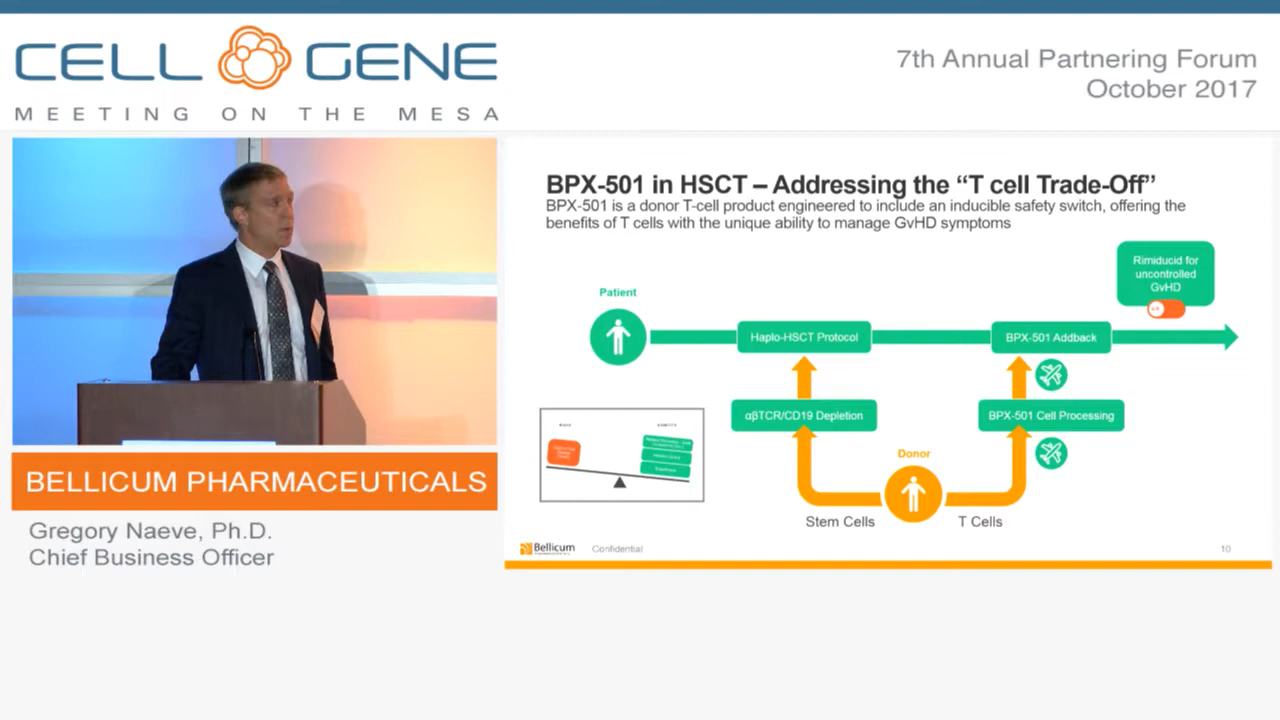 CELL GENE
MEETING ON THE MESA
7th Annual Partnering Forum
October 2017
BPX-501 in HSCT – Addressing the “T cell Trade-Off”
BPX-501 is a donor T-cell product engineered to include an inducible safety switch, offering the
benefits of T cells with the unique ability to manage GvHD symptoms
Rimiducid for
uncontrolled
GvHD
Patient
Haplo-HSCT Protocol
BPX-501 Addback
αβTCR/CD19 Depletion
BPX-501 Cell Processing
Donor
Stem Cells
T Cells
Bellicum
Confidential
10
BELLICUM PHARMACEUTICALS
Gregory Naeve, Ph.D.
Chief Business Officer